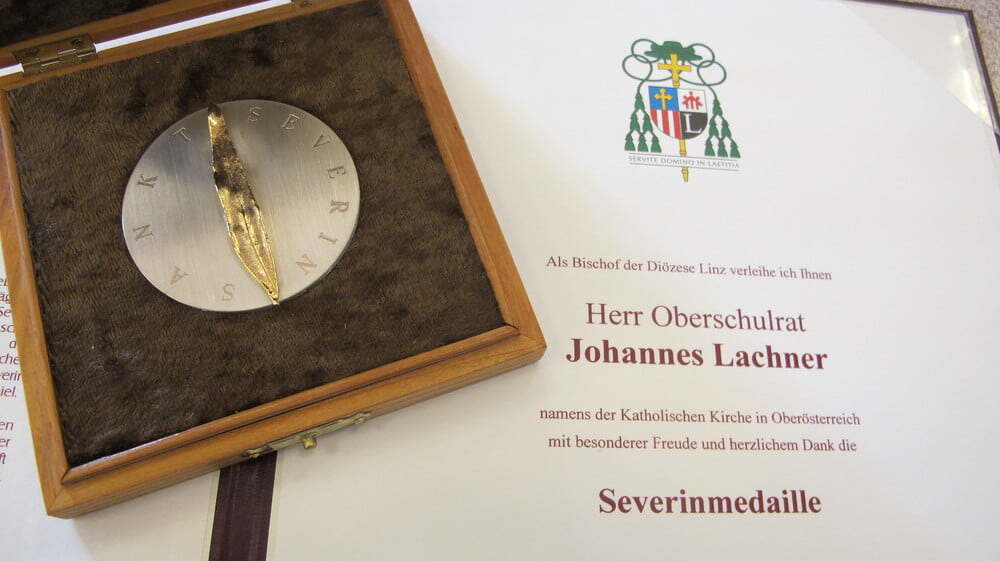 SANKT SEVERIN
SERVITE DOMINO IN LAETITIA
L
Als Bischof der Diözese Linz verleihe ich Ihnen
Herr Oberschulrat
Johannes Lachner
namens der Katholischen Kirche in Oberösterreich
mit besonderer Freude und herzlichem Dank die
Severinmedaille